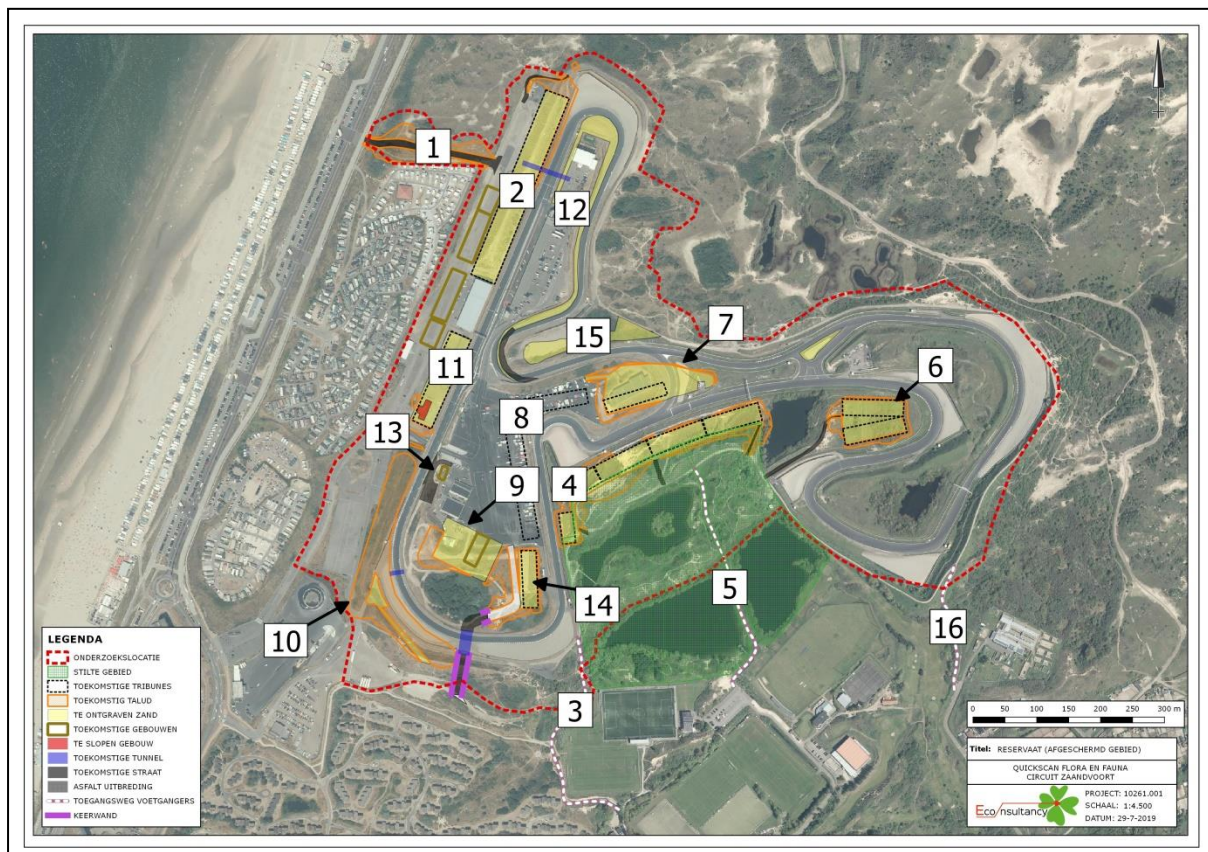 1
2
12
15
7
6
11
8
13
9
4
5
14
10
16
3
LEGENDA
ONDERZOEKSLOCATIE
STILTE GEBIED
TOEKOMSTIGE TRIBUNES
TOEKOMSTIG TALUD
TE ONTGRAVEN ZAND
TOEKOMSTIGE GEBOUWEN
TE SLOPEN GEBOUW
TOEKOMSTIGE TUNNEL
TOEKOMSTIGE STRAAT
ASFALT UITBREDING
TOEGANGSWEG VOETGANGERS
KEERWAND
0 50 100 150 200 250 300 m
Titel: RESERVAAT (AFGESCHERMD GEBIED)
QUICKSCAN FLORA EN FAUNA
CIRCUIT ZAANDVOORT
Econsultancy
PROJECT: 10261.001
SCHAAL: 1:4.500
DATUM: 29-7-2019